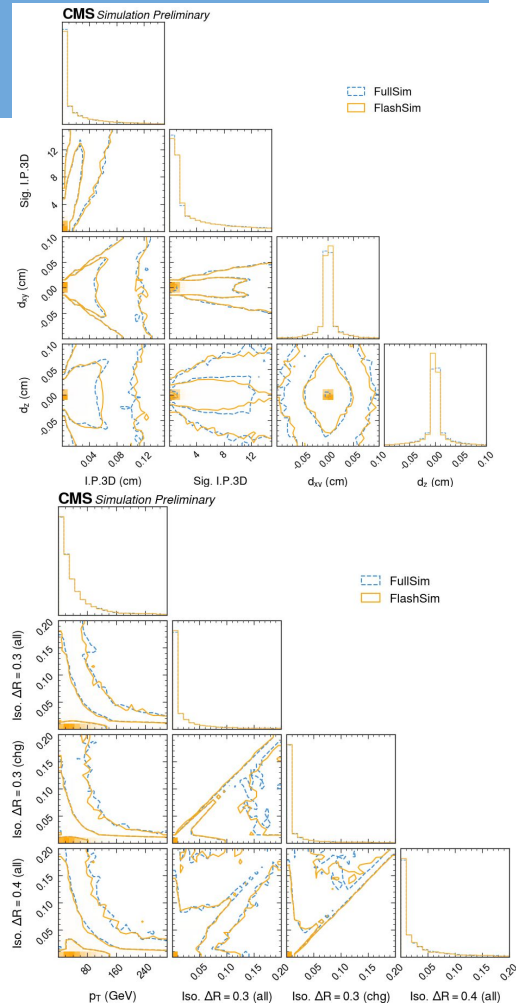 CMS Simulation Preliminary
FullSim
FlashSim
Sig. I.P.3D
12
8
4
dxy (cm)
0.10
0.05
0.00
-0.05
dz (cm)
0.10
0.05
0.00
-0.05
0.04
0.08
0.12
I.P.3D (cm)
4
8
12
Sig. I.P.3D
-0.05
0.00
0.05
0.10
dxy (cm)
-0.05
0.00
0.05
0.10
dz (cm)
CMS Simulation Preliminary
FullSim
FlashSim
Iso. ΔR = 0.3 (all)
0.20
0.15
0.10
0.05
Iso. ΔR = 0.3 (chg)
0.20
0.15
0.10
0.05
Iso. ΔR = 0.4 (all)
0.20
0.15
0.10
0.05
80
160
240
pT (GeV)
0.05
0.10
0.15
0.20
Iso. ΔR = 0.3 (all)
0.05
0.10
0.15
0.20
Iso. ΔR = 0.3 (chg)
0.05
0.10
0.15
0.20
Iso. ΔR = 0.4 (all)